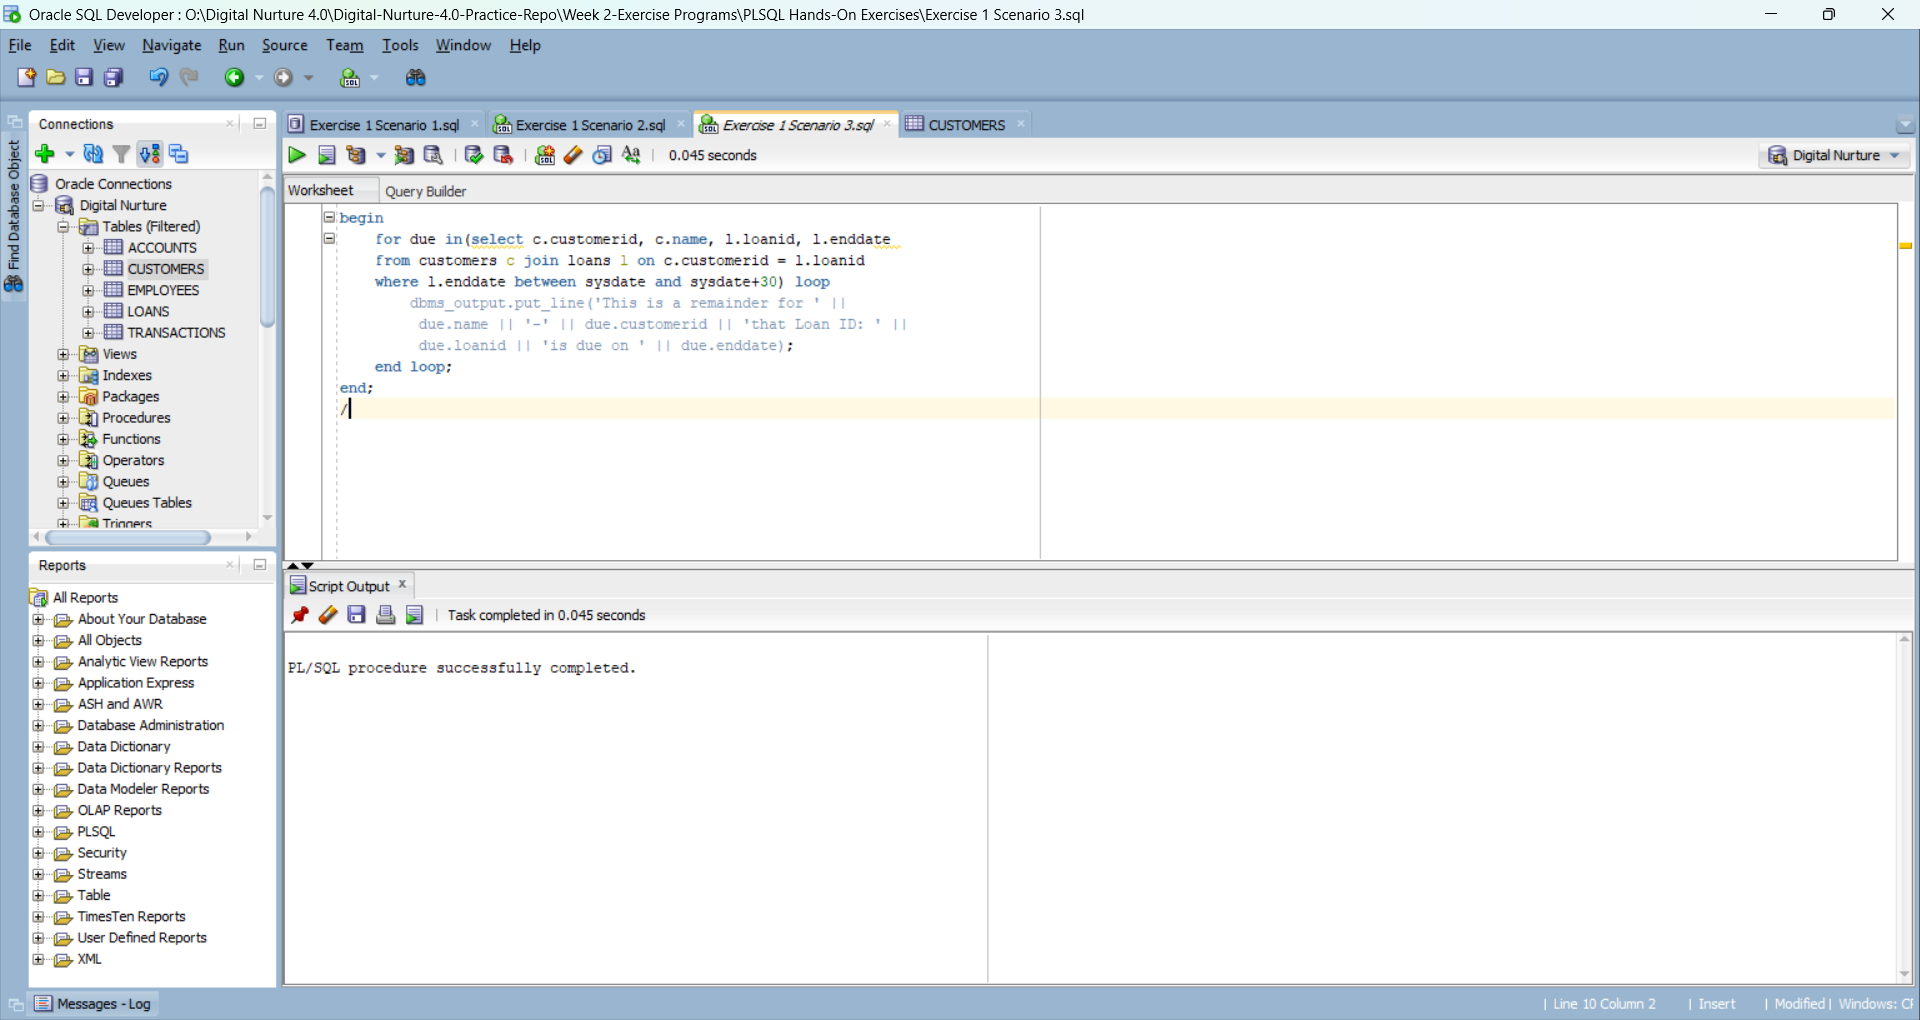 Oracle SQL Developer : O:\Digital Nurture 4.0\Digital-Nurture-4.0-Practice-Repo\Week 2-Exercise Programs\PLSQL Hands-On Exercises\Exercise 1 Scenario 3.sql
File Edit View Navigate Run Source Team Tools Window Help
Find Database Object
Connections
Oracle Connections
Digital Nurture
Tables (Filtered)
ACCOUNTS
CUSTOMERS
EMPLOYEES
LOANS
TRANSACTIONS
Views
Indexes
Packages
Procedures
Functions
Operators
Queues
Queues Tables
Triggers
Reports
All Reports
About Your Database
All Objects
Analytic View Reports
Application Express
ASH and AWR
Database Administration
Data Dictionary
Data Dictionary Reports
Data Modeler Reports
OLAP Reports
PLSQL
Security
Streams
Table
TimesTen Reports
User Defined Reports
XML
Exercise 1 Scenario 1.sql Exercise 1 Scenario 2.sql Exercise 1 Scenario 3.sql CUSTOMERS
0.045 seconds Digital Nurture
Worksheet Query Builder
begin
for due in(select c.customerid, c.name, l.loanid, l.enddate
from customers c join loans l on c.customerid = l.loanid
where l.enddate between sysdate and sysdate+30) loop
dbms_output.put_line('This is a remainder for ' ||
due.name || '-' || due.customerid || 'that Loan ID: ' ||
due.loanid || 'is due on ' || due.enddate);
end loop;
end;
/
Script Output
Task completed in 0.045 seconds
PL/SQL procedure successfully completed.
Messages - Log
Line 10 Column 2 | Insert | Modified | Windows: CR